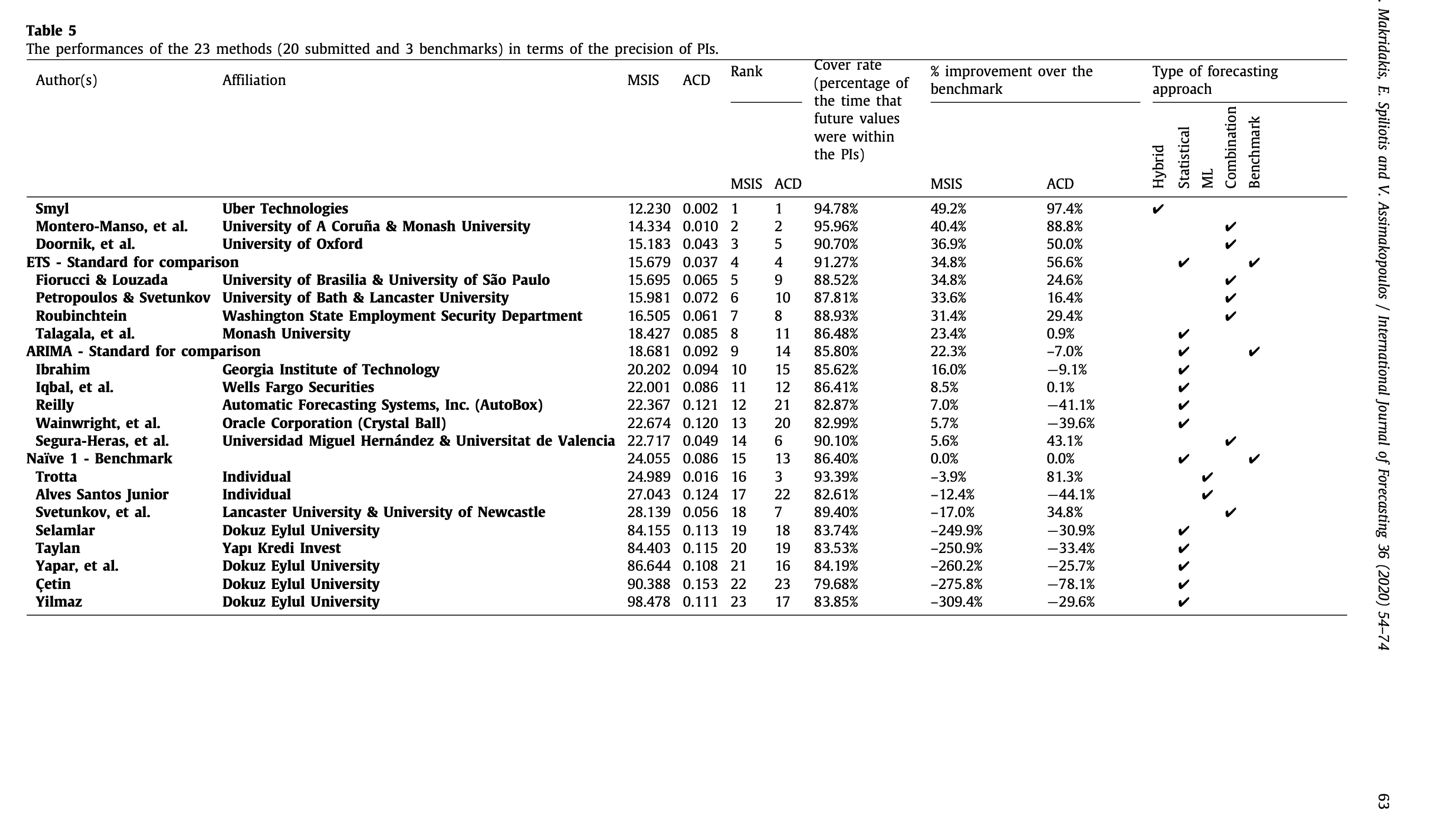 Table 5
The performances of the 23 methods (20 submitted and 3 benchmarks) in terms of the precision of PIs.
Author(s) Affiliation MSIS ACD Rank Cover rate (percentage of the time that future values were within the PIs) % improvement over the benchmark Type of forecasting approach
MSIS ACD MSIS ACD Hybrid Statistical ML Combination Benchmark
Smyl Uber Technologies 12.230 0.002 1 1 94.78% 49.2% 97.4% ✔
Montero-Manso, et al. University of A Coruña & Monash University 14.334 0.010 2 2 95.96% 40.4% 88.8% ✔
Doornik, et al. University of Oxford 15.183 0.043 3 5 90.70% 36.9% 50.0% ✔
ETS - Standard for comparison 15.679 0.037 4 4 91.27% 34.8% 56.6% ✔ ✔
Fiorucci & Louzada University of Brasilia & University of São Paulo 15.695 0.065 5 9 88.52% 34.8% 24.6% ✔
Petropoulos & Svetunkov University of Bath & Lancaster University 15.981 0.072 6 10 87.81% 33.6% 16.4% ✔
Roubinchtein Washington State Employment Security Department 16.505 0.061 7 8 88.93% 31.4% 29.4% ✔
Talagala, et al. Monash University 18.427 0.085 8 11 86.48% 23.4% 0.9% ✔
ARIMA - Standard for comparison 18.681 0.092 9 14 85.80% 22.3% –7.0% ✔ ✔
Ibrahim Georgia Institute of Technology 20.202 0.094 10 15 85.62% 16.0% −9.1% ✔
Iqbal, et al. Wells Fargo Securities 22.001 0.086 11 12 86.41% 8.5% 0.1% ✔
Reilly Automatic Forecasting Systems, Inc. (AutoBox) 22.367 0.121 12 21 82.87% 7.0% −41.1% ✔
Wainwright, et al. Oracle Corporation (Crystal Ball) 22.674 0.120 13 20 82.99% 5.7% −39.6% ✔
Segura-Heras, et al. Universidad Miguel Hernández & Universitat de Valencia 22.717 0.049 14 6 90.10% 5.6% 43.1% ✔
Naïve 1 - Benchmark 24.055 0.086 15 13 86.40% 0.0% 0.0% ✔ ✔
Trotta Individual 24.989 0.016 16 3 93.39% –3.9% 81.3% ✔
Alves Santos Junior Individual 27.043 0.124 17 22 82.61% –12.4% −44.1% ✔
Svetunkov, et al. Lancaster University & University of Newcastle 28.139 0.056 18 7 89.40% –17.0% 34.8% ✔
Selamlar Dokuz Eylul University 84.155 0.113 19 18 83.74% –249.9% −30.9% ✔
Taylan Yapı Kredi Invest 84.403 0.115 20 19 83.53% –250.9% −33.4% ✔
Yapar, et al. Dokuz Eylul University 86.644 0.108 21 16 84.19% –260.2% −25.7% ✔
Çetin Dokuz Eylul University 90.388 0.153 22 23 79.68% –275.8% −78.1% ✔
Yilmaz Dokuz Eylul University 98.478 0.111 23 17 83.85% –309.4% −29.6% ✔
. Makridakis, E. Spiliotis and V. Assimakopoulos / International Journal of Forecasting 36 (2020) 54–74
63